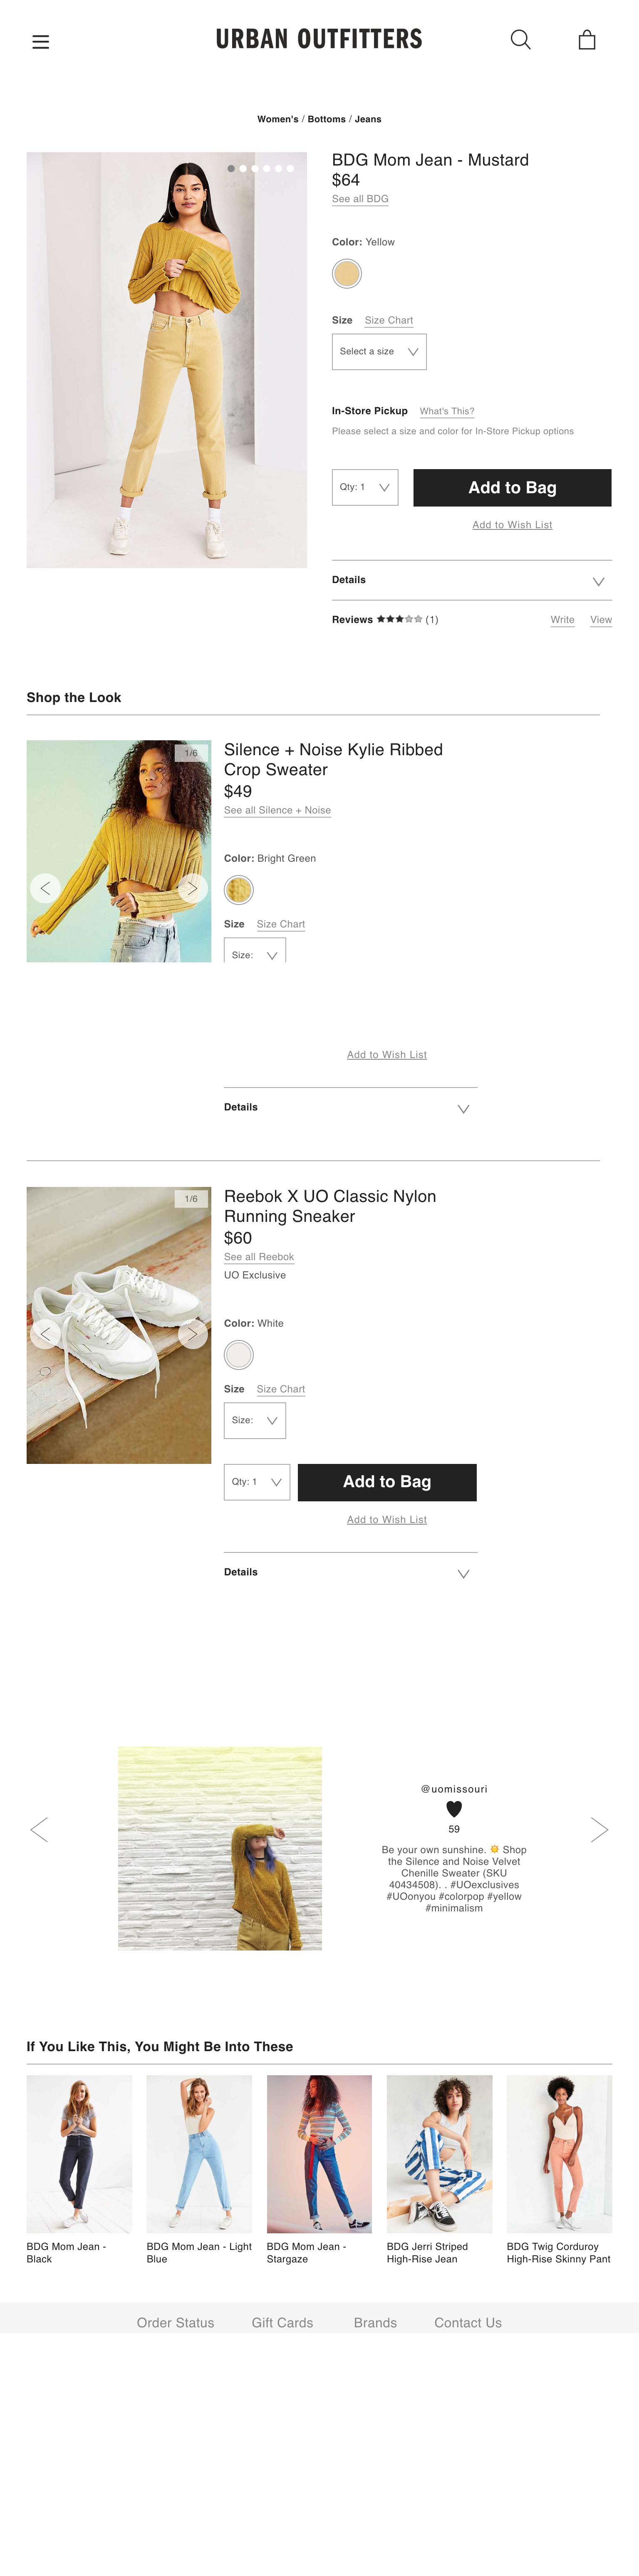 URBAN OUTFITTERS
Women's / Bottoms / Jeans
BDG Mom Jean - Mustard
$64
See all BDG
Color: Yellow
Size Size Chart
Select a size
In-Store Pickup What's This?
Please select a size and color for In-Store Pickup options
Qty: 1
Add to Bag
Add to Wish List
Details
Reviews (1) Write View
Shop the Look
1/6
Silence + Noise Kylie Ribbed
Crop Sweater
$49
See all Silence + Noise
Color: Bright Green
Size Size Chart
Size:
Add to Wish List
Details
1/6
Reebok X UO Classic Nylon
Running Sneaker
$60
See all Reebok
UO Exclusive
Color: White
Size Size Chart
Size:
Qty: 1
Add to Bag
Add to Wish List
Details
@uomissouri
59
Be your own sunshine. 🌞 Shop
the Silence and Noise Velvet
Chenille Sweater (SKU
40434508). . #UOexclusives
#UOonyou #colorpop #yellow
#minimalism
If You Like This, You Might Be Into These
BDG Mom Jean -
Black
BDG Mom Jean - Light
Blue
BDG Mom Jean -
Stargaze
BDG Jerri Striped
High-Rise Jean
BDG Twig Corduroy
High-Rise Skinny Pant
Order Status Gift Cards Brands Contact Us